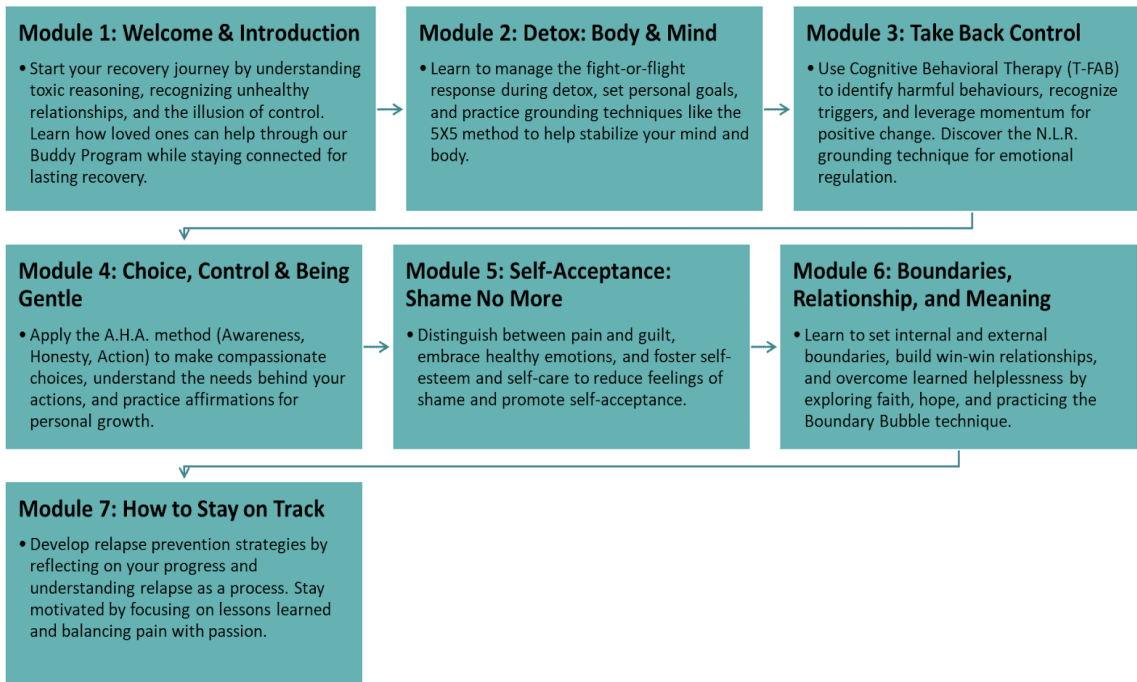 Module 1: Welcome & Introduction
• Start your recovery journey by understanding
toxic reasoning, recognizing unhealthy
relationships, and the illusion of control.
Learn how loved ones can help through our
Buddy Program while staying connected for
lasting recovery.
Module 2: Detox: Body & Mind
• Learn to manage the fight-or-flight
response during detox, set personal goals,
and practice grounding techniques like the
5X5 method to help stabilize your mind and
body.
Module 3: Take Back Control
• Use Cognitive Behavioral Therapy (T-FAB)
to identify harmful behaviours, recognize
triggers, and leverage momentum for
positive change. Discover the N.L.R.
grounding technique for emotional
regulation.
Module 4: Choice, Control & Being
Gentle
• Apply the A.H.A. method (Awareness,
Honesty, Action) to make compassionate
choices, understand the needs behind your
actions, and practice affirmations for
personal growth.
Module 5: Self-Acceptance:
Shame No More
• Distinguish between pain and guilt,
embrace healthy emotions, and foster self-
esteem and self-care to reduce feelings of
shame and promote self-acceptance.
Module 6: Boundaries,
Relationship, and Meaning
• Learn to set internal and external
boundaries, build win-win relationships,
and overcome learned helplessness by
exploring faith, hope, and practicing the
Boundary Bubble technique.
Module 7: How to Stay on Track
• Develop relapse prevention strategies by
reflecting on your progress and
understanding relapse as a process. Stay
motivated by focusing on lessons learned
and balancing pain with passion.